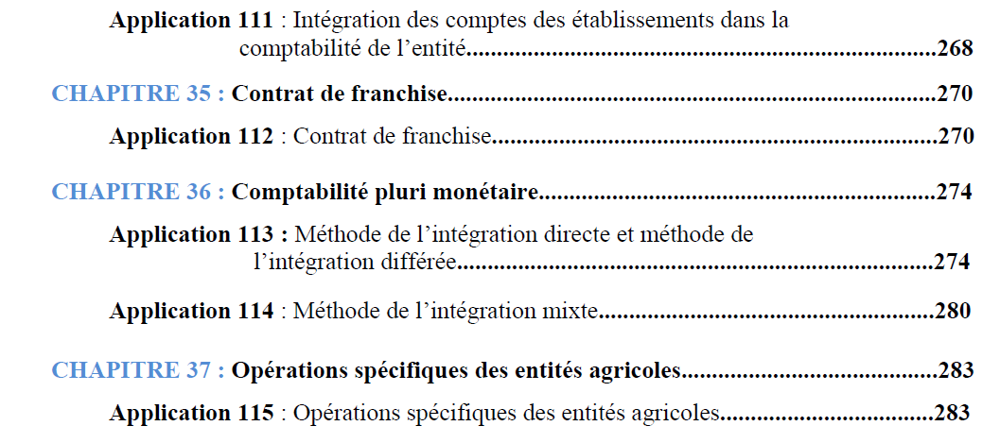 Application 111 : Intégration des comptes des établissements dans la
comptabilité de l’entité...............................................................................268
CHAPITRE 35 : Contrat de franchise................................................................................270
Application 112 : Contrat de franchise.........................................................................270
CHAPITRE 36 : Comptabilité pluri monétaire.................................................................274
Application 113 : Méthode de l’intégration directe et méthode de
l’intégration différée..............................................................................274
Application 114 : Méthode de l’intégration mixte.......................................................280
CHAPITRE 37 : Opérations spécifiques des entités agricoles..........................................283
Application 115 : Opérations spécifiques des entités agricoles...................................283